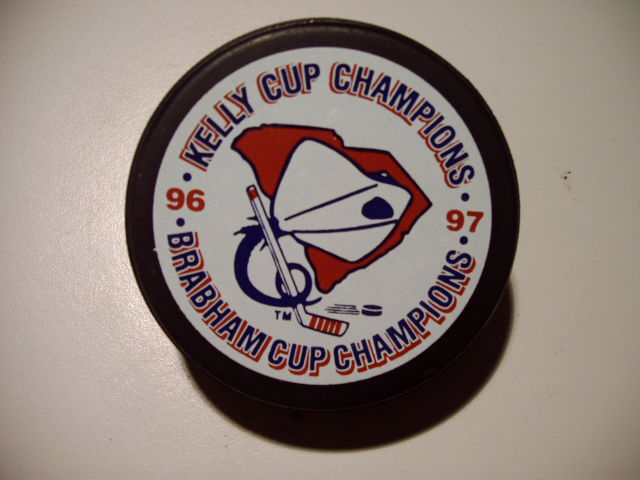 • KELLY CUP CHAMPIONS •
96
97
• BRABHAM CUP CHAMPIONS •
TM